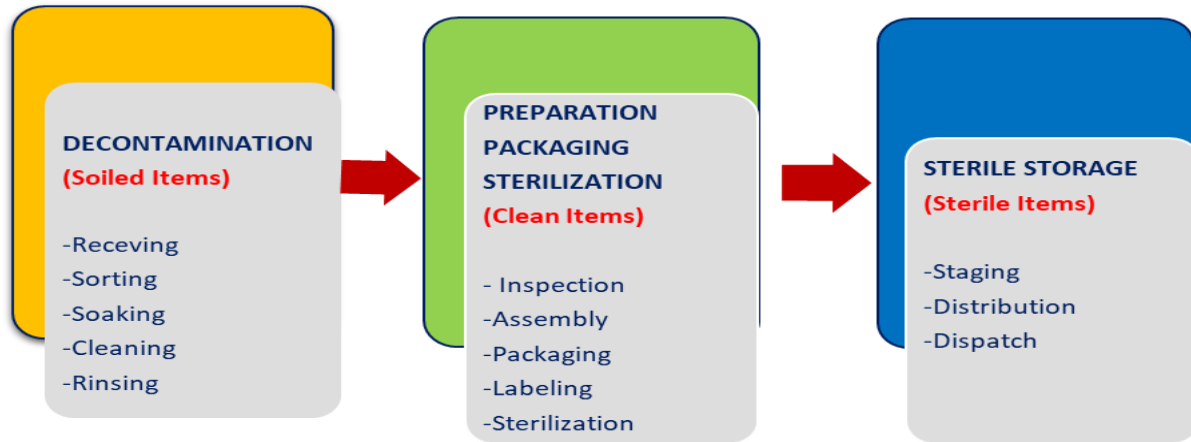 DECONTAMINATION
(Soiled Items)
-Receving
-Sorting
-Soaking
-Cleaning
-Rinsing
PREPARATION
PACKAGING
STERILIZATION
(Clean Items)
- Inspection
-Assembly
-Packaging
-Labeling
-Sterilization
STERILE STORAGE
(Sterile Items)
-Staging
-Distribution
-Dispatch